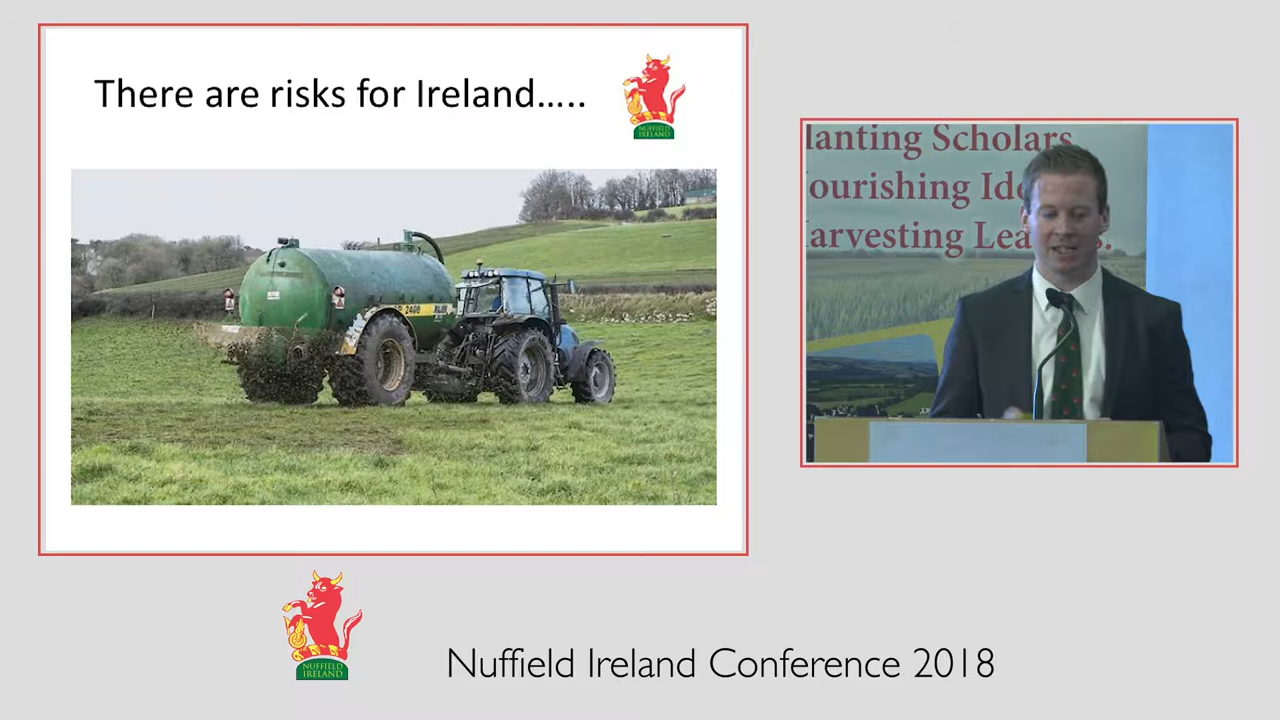 There are risks for Ireland.....
NUFFIELD
IRELAND
2400
lanting Scholars
ourishing Ide
arvesting Lea s.
NUFFIELD
IRELAND
Nuffield Ireland Conference 2018